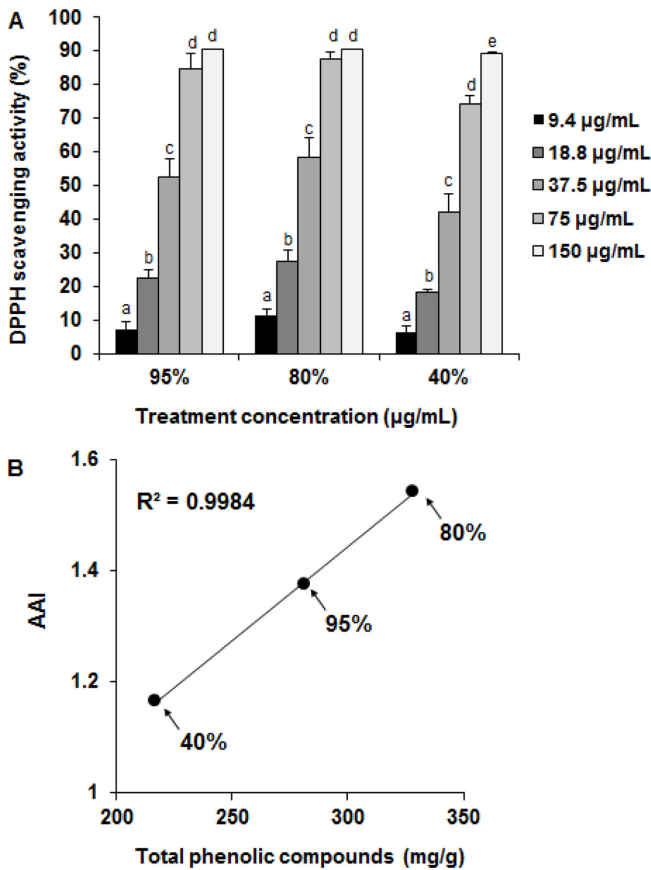 A
DPPH scavenging activity (%)
100
90
80
70
60
50
40
30
20
10
0
a b c d d
a b c d d
a b c d e
95% 80% 40%
Treatment concentration (µg/mL)
9.4 µg/mL
18.8 µg/mL
37.5 µg/mL
75 µg/mL
150 µg/mL
B
AAI
1.6
1.4
1.2
1
R² = 0.9984
80%
95%
40%
200 250 300 350
Total phenolic compounds (mg/g)